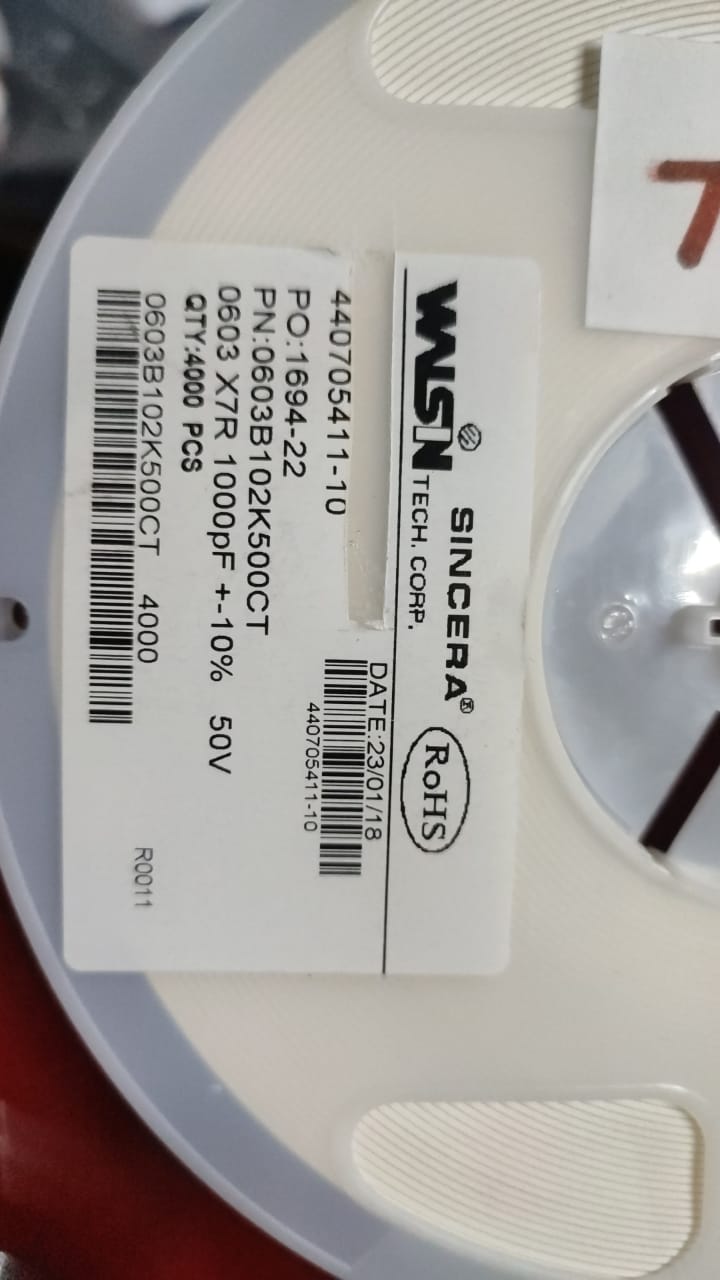 WALSIN SINCERA®
TECH. CORP. RoHS
DATE:23/01/18
440705411-10
440705411-10
PO:1694-22
PN:0603B102K500CT
0603 X7R 1000pF +-10% 50V
QTY:4000 PCS
0603B102K500CT 4000
R0011